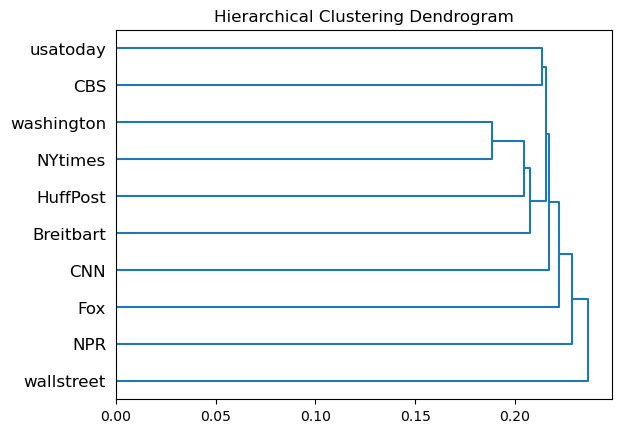 Hierarchical Clustering Dendrogram
usatoday
CBS
washington
NYtimes
HuffPost
Breitbart
CNN
Fox
NPR
wallstreet
0.00 0.05 0.10 0.15 0.20